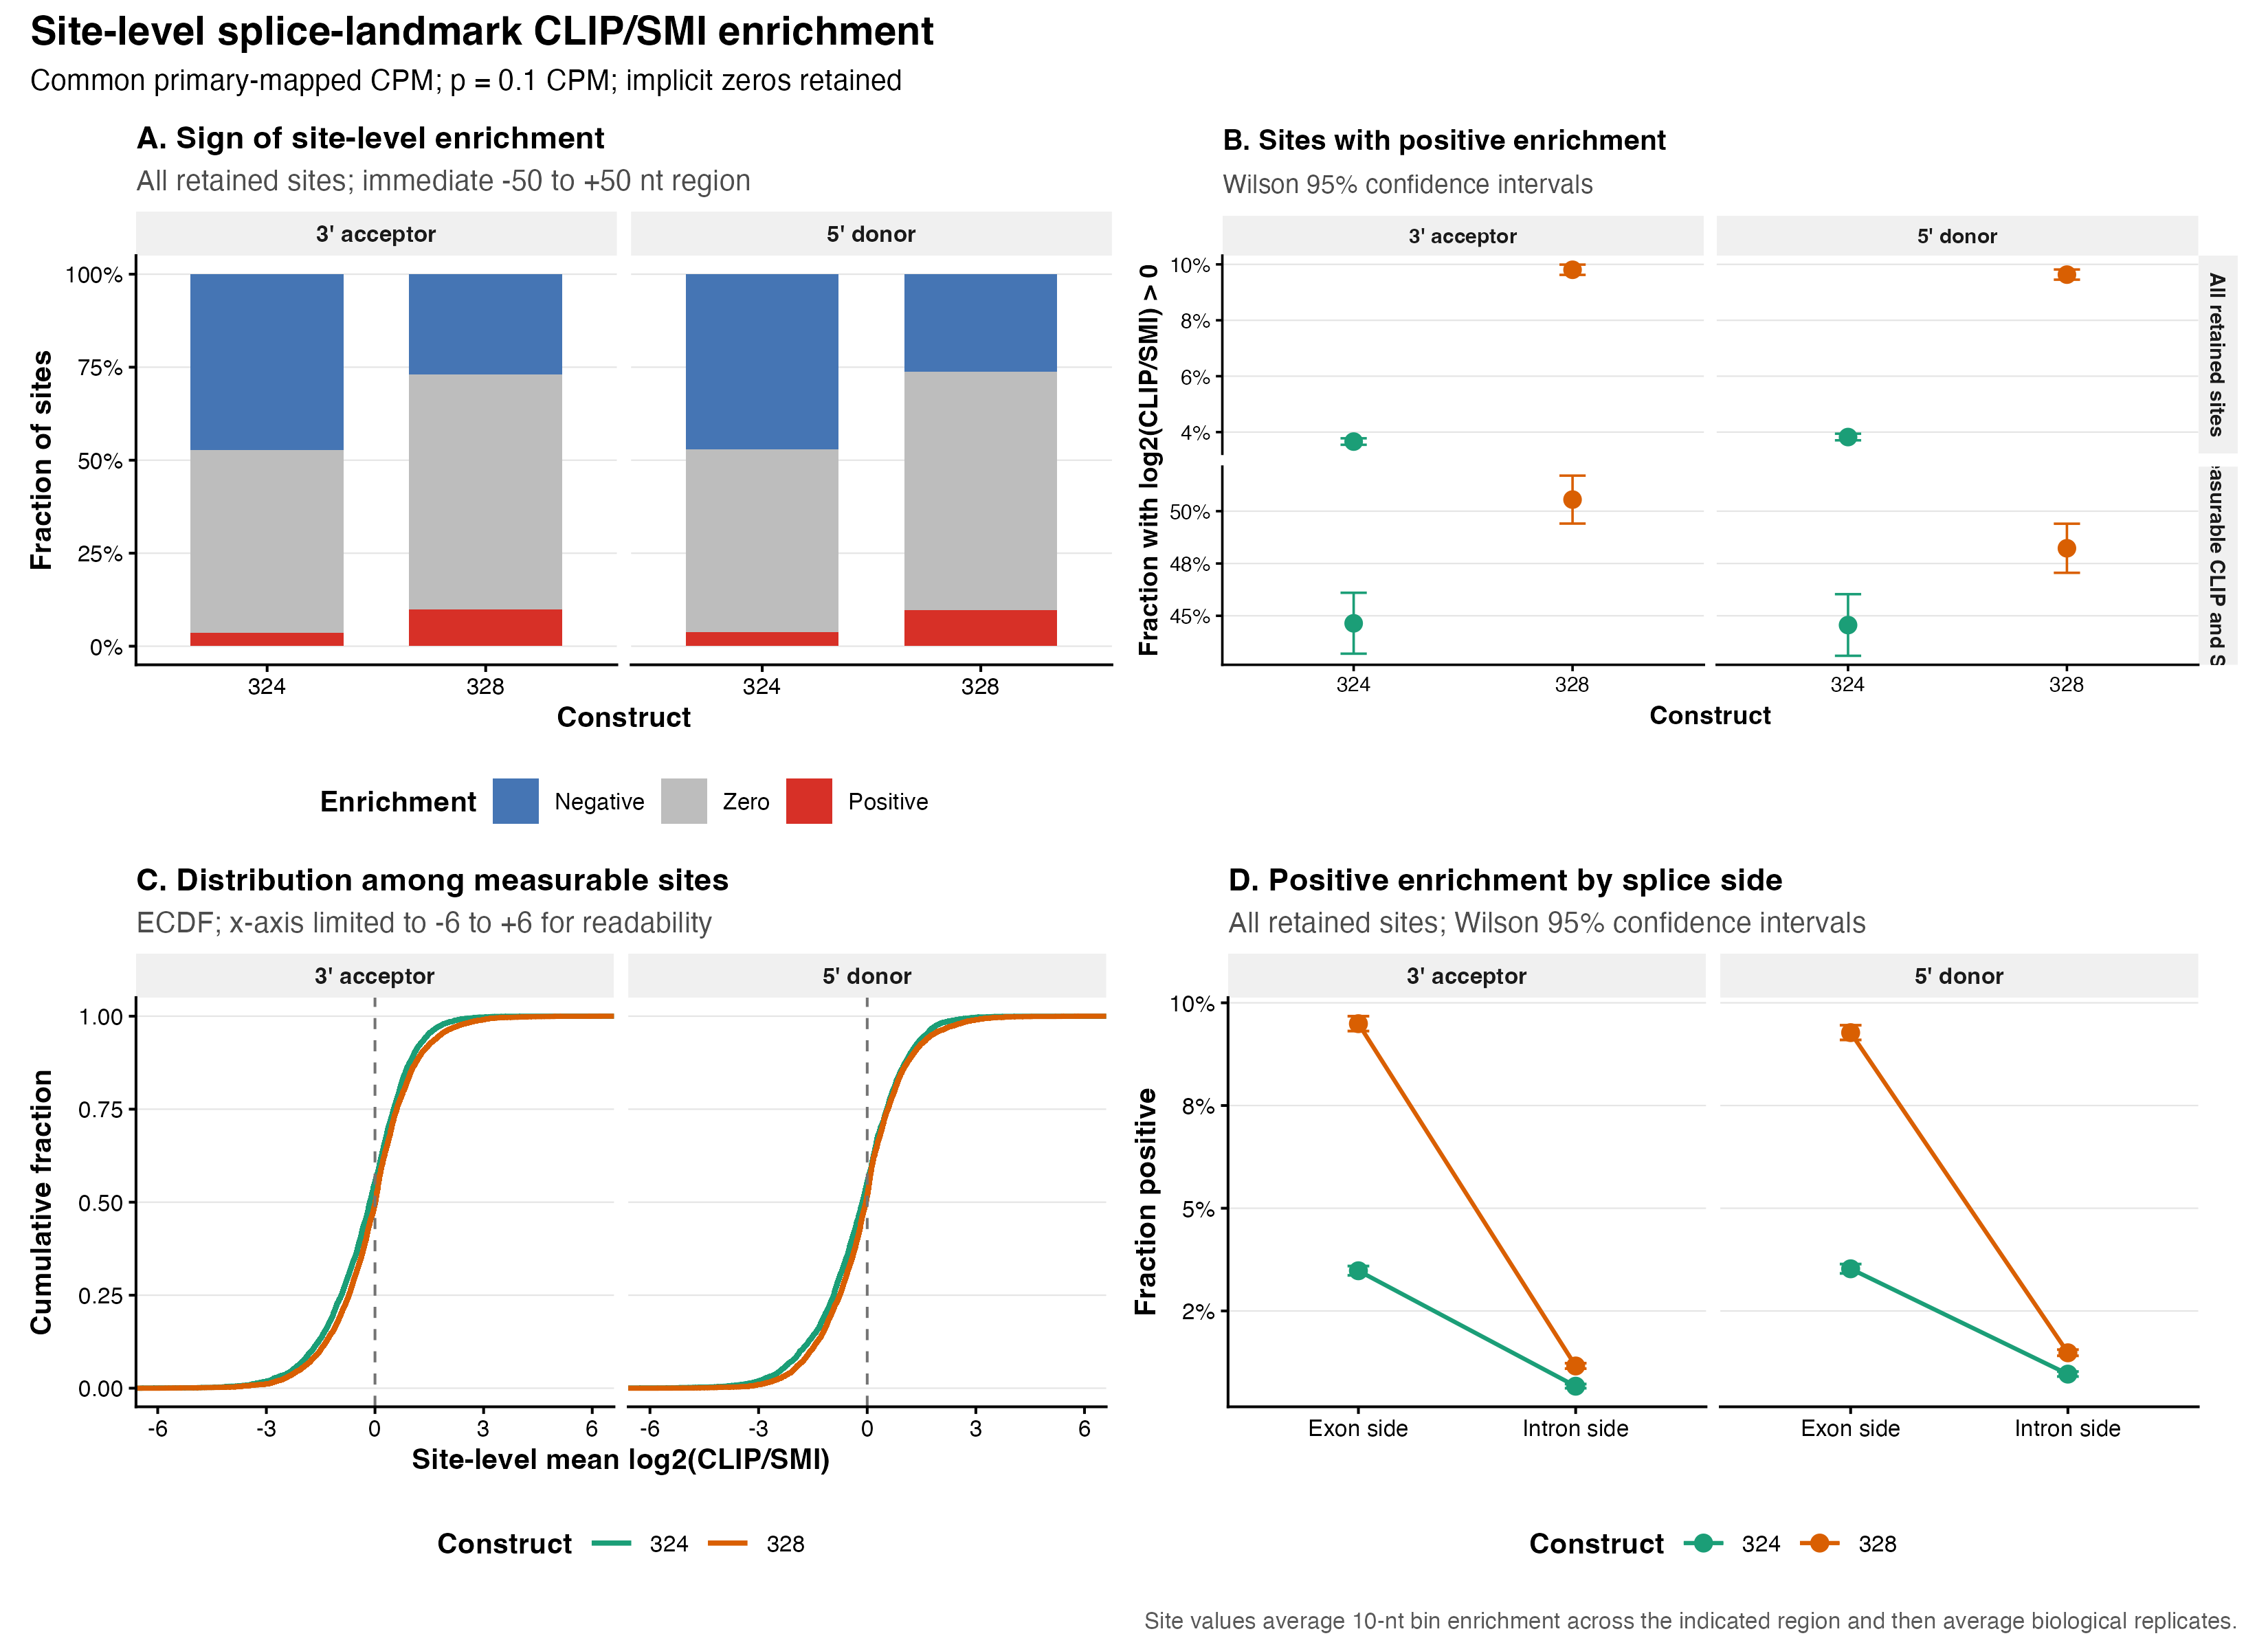 Site-level splice-landmark CLIP/SMI enrichment
Common primary-mapped CPM; p = 0.1 CPM; implicit zeros retained
A. Sign of site-level enrichment
All retained sites; immediate -50 to +50 nt region
3' acceptor
5' donor
Fraction of sites
100%
75%
50%
25%
0%
324
328
324
328
Construct
Enrichment
Negative
Zero
Positive
B. Sites with positive enrichment
Wilson 95% confidence intervals
3' acceptor
5' donor
Fraction with log2(CLIP/SMI) > 0
10%
8%
6%
4%
All retained sites
50%
48%
45%
easurable CLIP and S
324
328
324
328
Construct
C. Distribution among measurable sites
ECDF; x-axis limited to -6 to +6 for readability
3' acceptor
5' donor
Cumulative fraction
1.00
0.75
0.50
0.25
0.00
-6
-3
0
3
6
-6
-3
0
3
6
Site-level mean log2(CLIP/SMI)
Construct
324
328
D. Positive enrichment by splice side
All retained sites; Wilson 95% confidence intervals
3' acceptor
5' donor
Fraction positive
10%
8%
5%
2%
Exon side
Intron side
Exon side
Intron side
Construct
324
328
Site values average 10-nt bin enrichment across the indicated region and then average biological replicates.